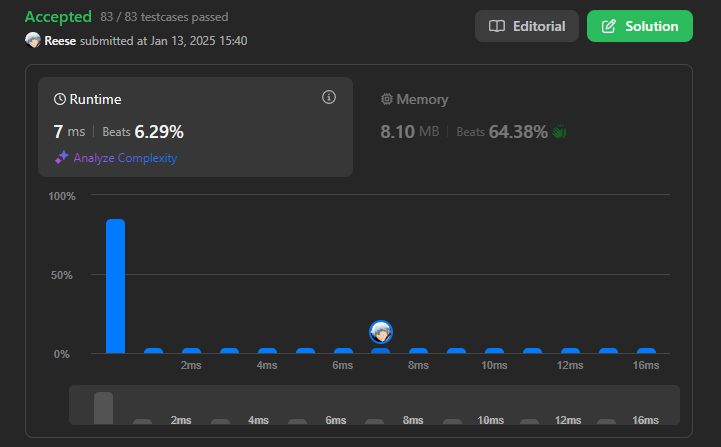 Accepted 83 / 83 testcases passed
Reese submitted at Jan 13, 2025 15:40
Editorial
Solution
Runtime
7 ms | Beats 6.29%
Analyze Complexity
Memory
8.10 MB | Beats 64.38%
100%
50%
0%
2ms 4ms 6ms 8ms 10ms 12ms 16ms
2ms 4ms 6ms 8ms 10ms 12ms 16ms